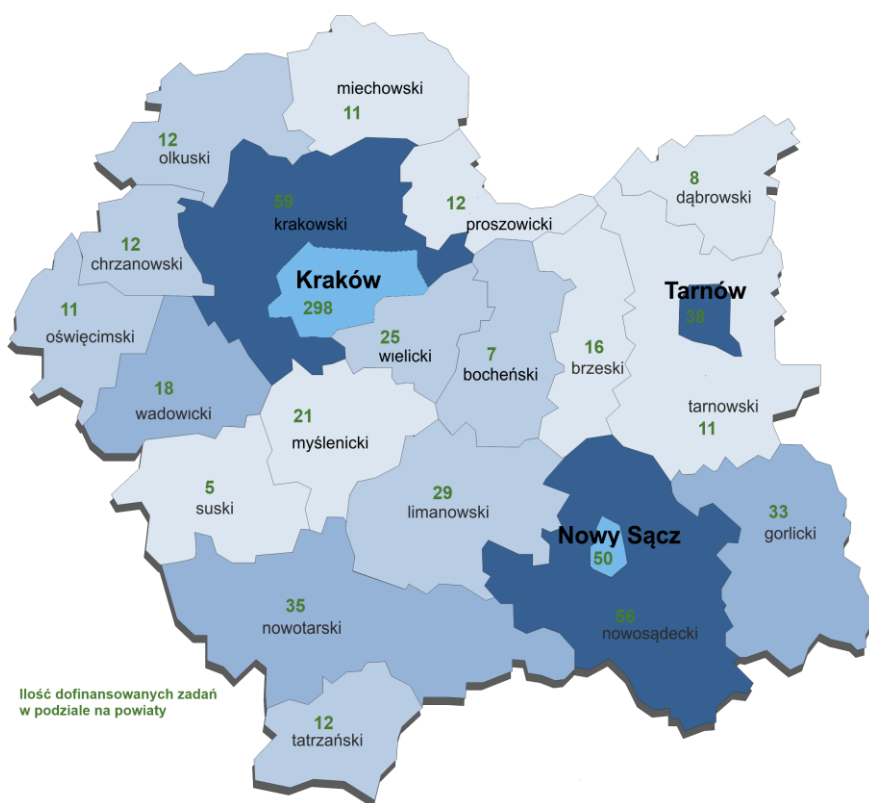 miechowski
11
12
olkuski
8
dąbrowski
59
krakowski
12
proszowicki
12
chrzanowski
Kraków
298
Tarnów
38
11
oświęcimski
25
wielicki
7
bocheński
16
brzeski
18
wadowicki
tarnowski
11
21
myślenicki
5
suski
29
limanowski
33
gorlicki
Nowy Sącz
50
35
nowotarski
56
nowosądecki
Ilość dofinansowanych zadań
w podziale na powiaty
12
tatrzański